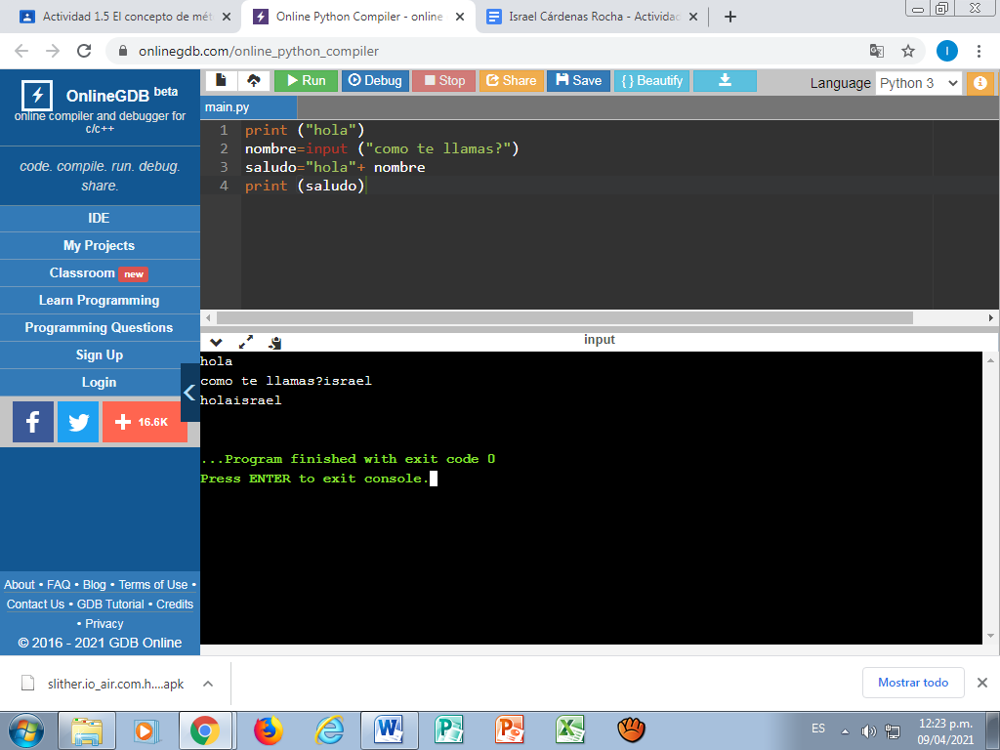 Actividad 1.5 El concepto de mét
Online Python Compiler - online
Israel Cárdenas Rocha - Actividad
onlinegdb.com/online_python_compiler
I
OnlineGDB beta
online compiler and debugger for
c/c++
code. compile. run. debug.
share.
IDE
My Projects
Classroom new
Learn Programming
Programming Questions
Sign Up
Login
16.6K
About • FAQ • Blog • Terms of Use •
Contact Us • GDB Tutorial • Credits
• Privacy
© 2016 - 2021 GDB Online
Run Debug Stop Share Save { } Beautify
Language Python 3
main.py
1 print ("hola")
2 nombre=input ("como te llamas?")
3 saludo="hola"+ nombre
4 print (saludo)
input
hola
como te llamas?israel
holaisrael
...Program finished with exit code 0
Press ENTER to exit console.
slither.io_air.com.h....apk
Mostrar todo
ES
12:23 p.m.
09/04/2021